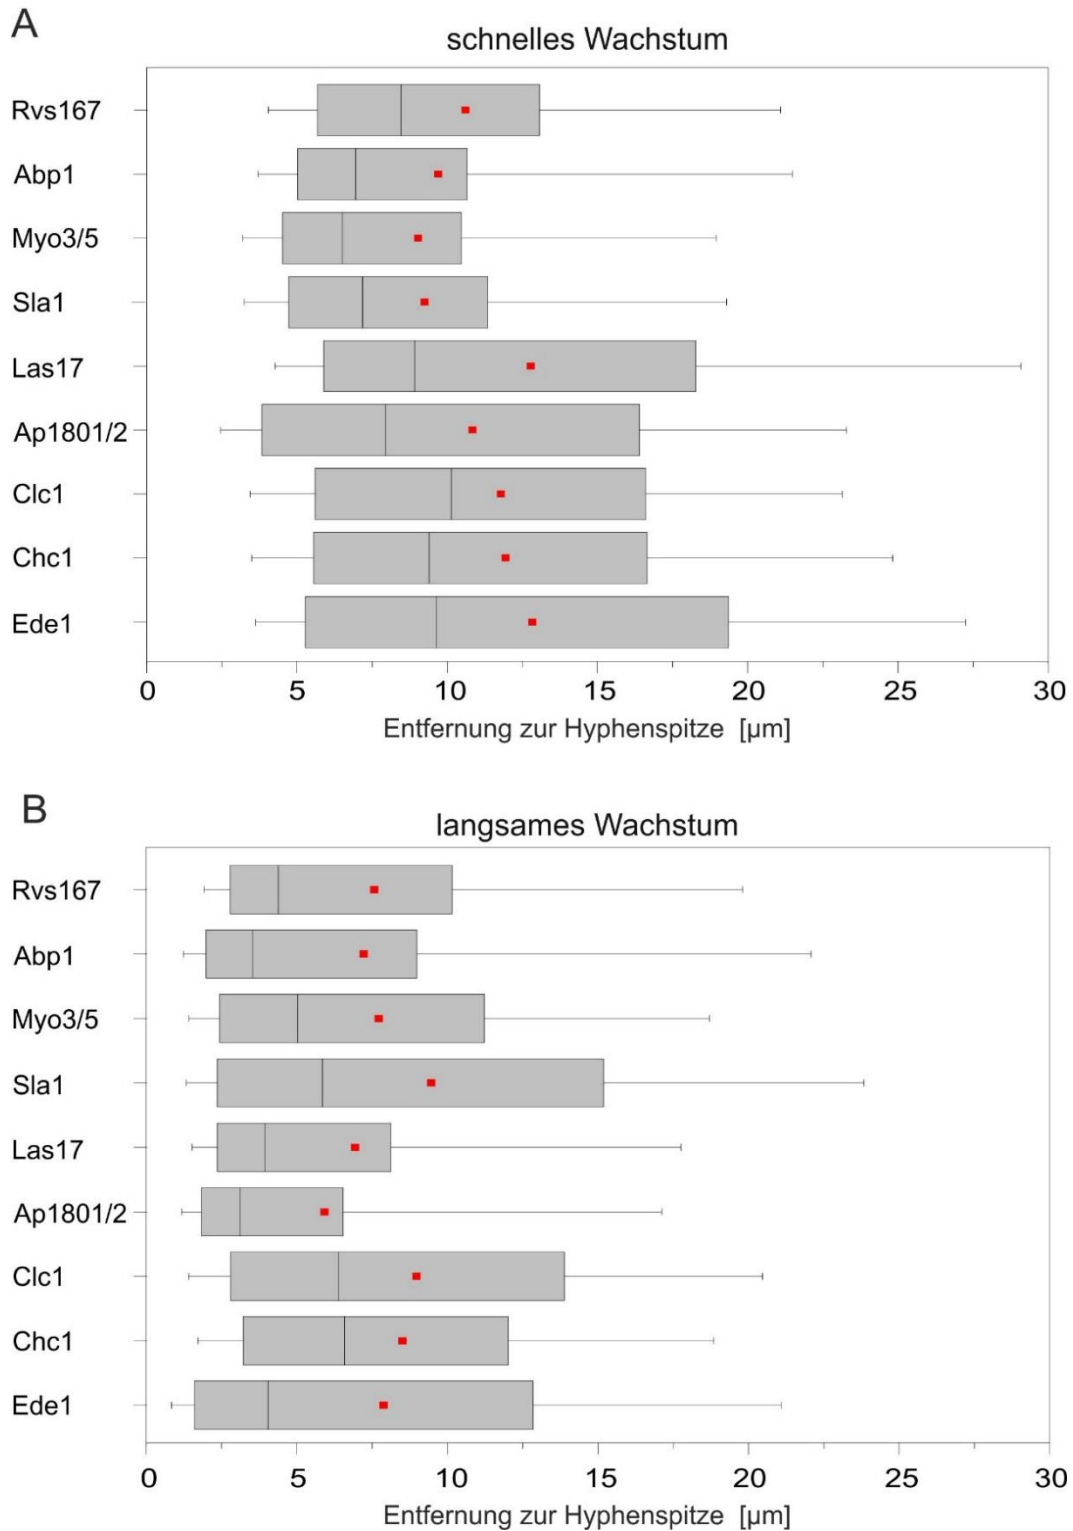 A
schnelles Wachstum
Rvs167
Abp1
Myo3/5
Sla1
Las17
Ap1801/2
Clc1
Chc1
Ede1
0 5 10 15 20 25 30
Entfernung zur Hyphenspitze [µm]
B
langsames Wachstum
Rvs167
Abp1
Myo3/5
Sla1
Las17
Ap1801/2
Clc1
Chc1
Ede1
0 5 10 15 20 25 30
Entfernung zur Hyphenspitze [µm]